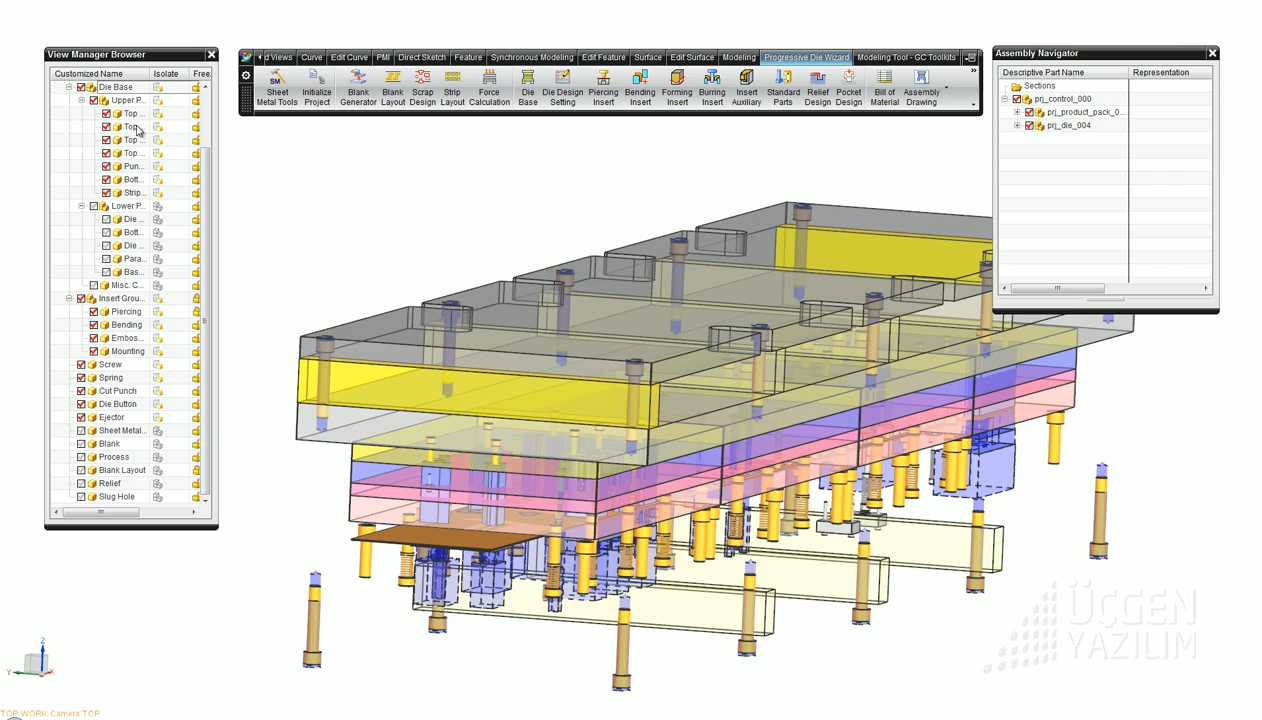 View Manager Browser
Customized Name Isolate Free.
Die Base
Upper P...
Top ...
Top
Top ...
Top ...
Pun...
Bott...
Strip...
Lower P...
Die ...
Bott...
Die ...
Para...
Bas...
Misc. C...
Insert Grou...
Piercing
Bending
Embos...
Mounting
Screw
Spring
Cut Punch
Die Button
Ejector
Sheet Metal...
Blank
Process
Blank Layout
Relief
Slug Hole
d Views Curve Edit Curve PMI Direct Sketch Feature Synchronous Modeling Edit Feature Surface Edit Surface Modeling Progressive Die Wizard Modeling Tool - GC Toolkits
SM
Sheet Metal Tools
Initialize Project
Blank Generator
Blank Layout
Scrap Design
Strip Layout
Force Calculation
Die Base
Die Design Setting
Piercing Insert
Bending Insert
Forming Insert
Burring Insert
Insert Auxiliary
Standard Parts
Relief Design
Pocket Design
Bill of Material
Assembly Drawing
Assembly Navigator
Descriptive Part Name Representation
Sections
prj_control_000
prj_product_pack_0...
prj_die_004
ÜÇGEN
YAZILIM
Z
Y
X
TOP WORK Camera TOP